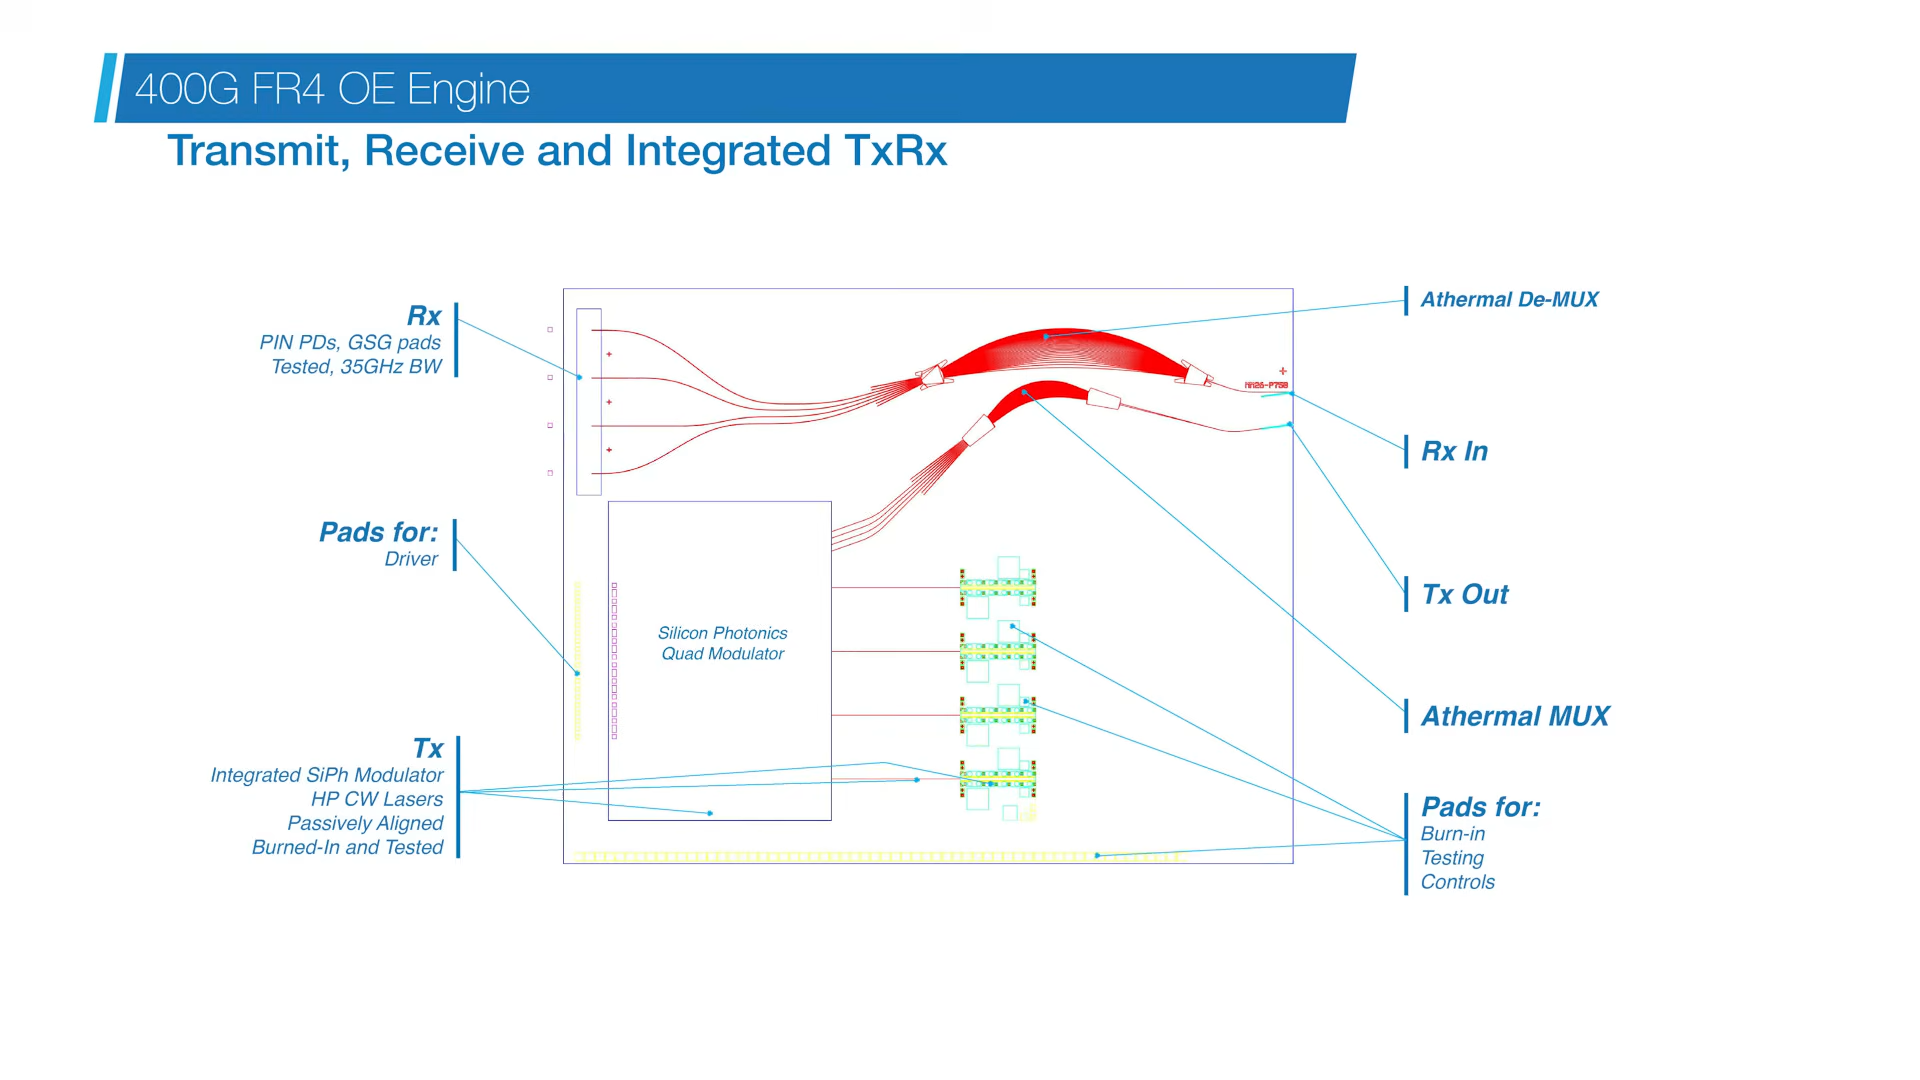 400G FR4 OE Engine
Transmit, Receive and Integrated TxRx
Rx
PIN PDs, GSG pads
Tested, 35GHz BW
Pads for:
Driver
Tx
Integrated SiPh Modulator
HP CW Lasers
Passively Aligned
Burned-In and Tested
Silicon Photonics
Quad Modulator
Athermal De-MUX
Rx In
Tx Out
Athermal MUX
Pads for:
Burn-in
Testing
Controls